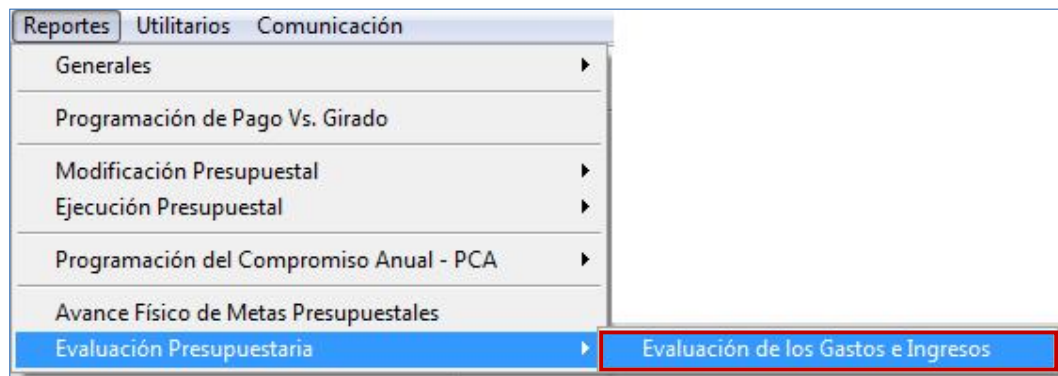 Reportes Utilitarios Comunicación
Generales
Programación de Pago Vs. Girado
Modificación Presupuestal
Ejecución Presupuestal
Programación del Compromiso Anual - PCA
Avance Físico de Metas Presupuestales
Evaluación Presupuestaria Evaluación de los Gastos e Ingresos